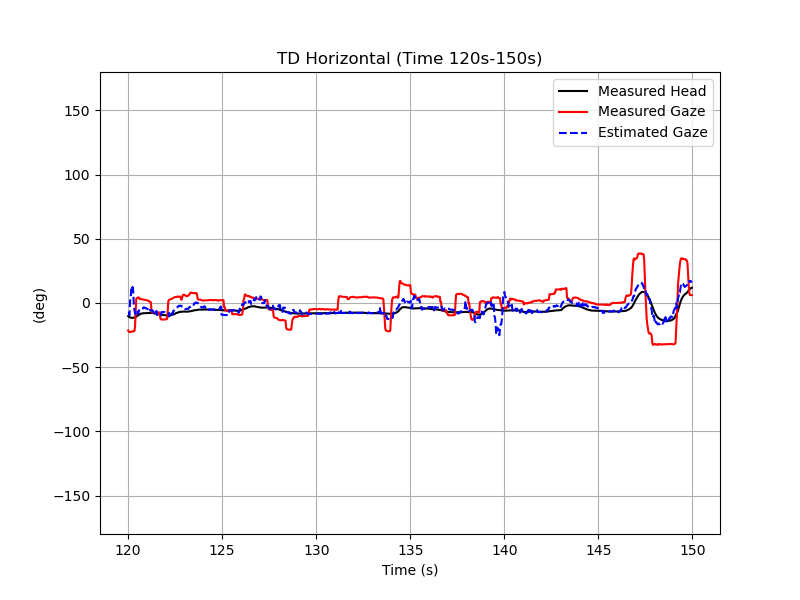 TD Horizontal (Time 120s-150s)
Measured Head
Measured Gaze
Estimated Gaze
150
100
50
0
−50
−100
−150
(deg)
120
125
130
135
140
145
150
Time (s)